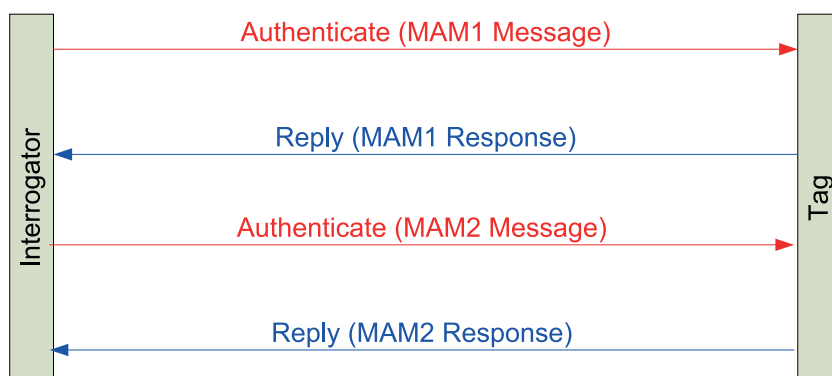 Authenticate (MAM1 Message)
Reply (MAM1 Response)
Authenticate (MAM2 Message)
Reply (MAM2 Response)
Interrogator
Tag